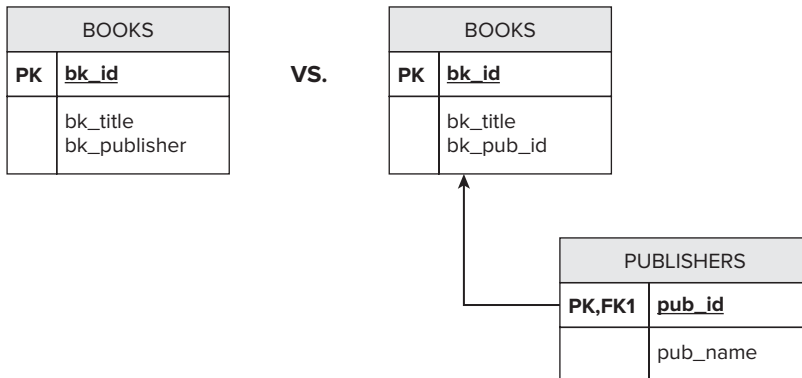 BOOKS
PK bk_id
bk_title
bk_publisher
VS.
BOOKS
PK bk_id
bk_title
bk_pub_id
PUBLISHERS
PK,FK1 pub_id
pub_name